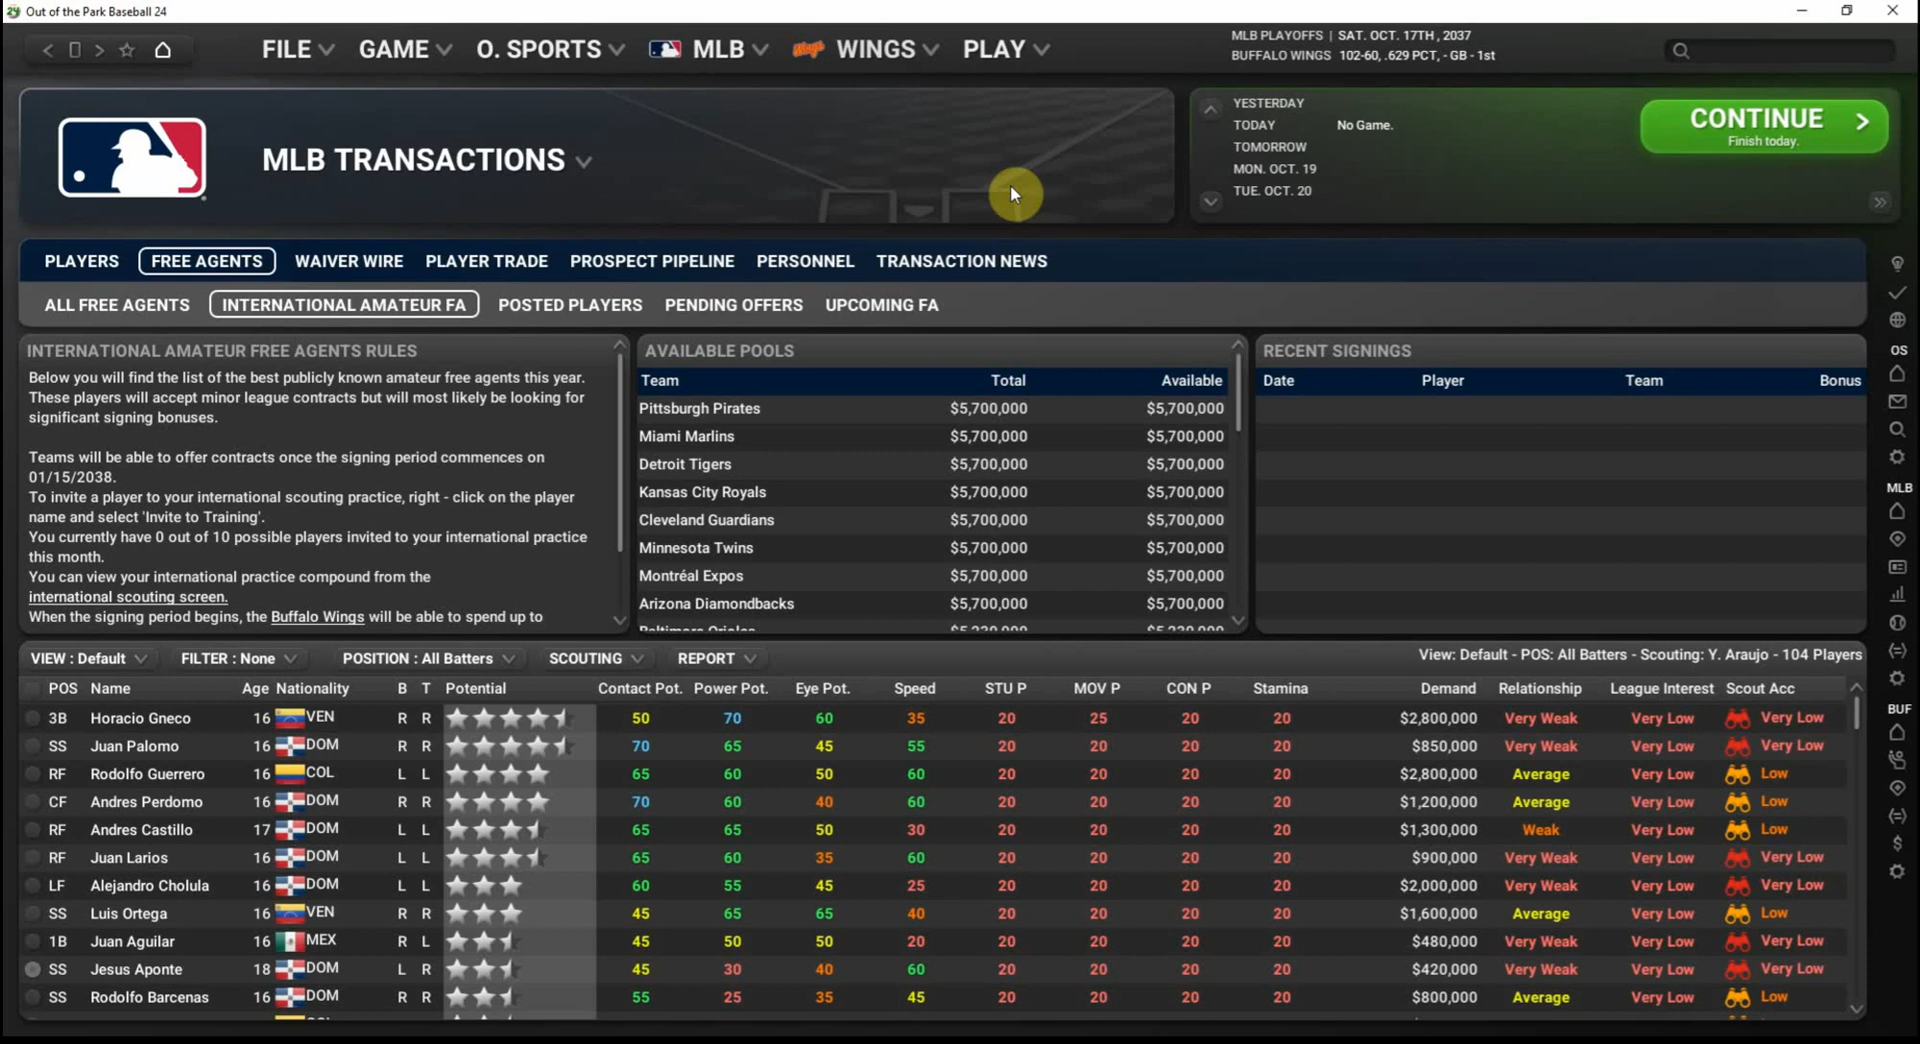 Out of the Park Baseball 24
FILE GAME O. SPORTS MLB WINGS PLAY
MLB PLAYOFFS | SAT. OCT. 17TH, 2037
BUFFALO WINGS 102-60, .629 PCT, - GB - 1st
MLB TRANSACTIONS
YESTERDAY
TODAY No Game.
TOMORROW
MON. OCT. 19
TUE. OCT. 20
CONTINUE
Finish today.
PLAYERS FREE AGENTS WAIVER WIRE PLAYER TRADE PROSPECT PIPELINE PERSONNEL TRANSACTION NEWS
ALL FREE AGENTS INTERNATIONAL AMATEUR FA POSTED PLAYERS PENDING OFFERS UPCOMING FA
INTERNATIONAL AMATEUR FREE AGENTS RULES
Below you will find the list of the best publicly known amateur free agents this year.
These players will accept minor league contracts but will most likely be looking for
significant signing bonuses.
Teams will be able to offer contracts once the signing period commences on
01/15/2038.
To invite a player to your international scouting practice, right - click on the player
name and select 'Invite to Training'.
You currently have 0 out of 10 possible players invited to your international practice
this month.
You can view your international practice compound from the
international scouting screen.
When the signing period begins, the Buffalo Wings will be able to spend up to
AVAILABLE POOLS
Team Total Available
Pittsburgh Pirates $5,700,000 $5,700,000
Miami Marlins $5,700,000 $5,700,000
Detroit Tigers $5,700,000 $5,700,000
Kansas City Royals $5,700,000 $5,700,000
Cleveland Guardians $5,700,000 $5,700,000
Minnesota Twins $5,700,000 $5,700,000
Montréal Expos $5,700,000 $5,700,000
Arizona Diamondbacks $5,700,000 $5,700,000
RECENT SIGNINGS
Date Player Team Bonus
OS
MLB
BUF
VIEW : Default FILTER : None POSITION : All Batters SCOUTING REPORT View: Default - POS: All Batters - Scouting: Y. Araujo - 104 Players
POS Name Age Nationality B T Potential Contact Pot. Power Pot. Eye Pot. Speed STU P MOV P CON P Stamina Demand Relationship League Interest Scout Acc
3B Horacio Gneco 16 VEN R R 50 70 60 35 20 25 20 20 $2,800,000 Very Weak Very Low Very Low
SS Juan Palomo 16 DOM R R 70 65 45 55 20 20 20 20 $850,000 Very Weak Very Low Very Low
RF Rodolfo Guerrero 16 COL L L 65 60 50 60 20 20 20 20 $2,800,000 Average Very Low Low
CF Andres Perdomo 16 DOM R R 70 60 40 60 20 20 20 20 $1,200,000 Average Very Low Low
RF Andres Castillo 17 DOM L L 65 65 50 30 20 20 20 20 $1,300,000 Weak Very Low Low
RF Juan Larios 16 DOM L L 65 60 35 60 20 20 20 20 $900,000 Very Weak Very Low Very Low
LF Alejandro Cholula 16 DOM L L 60 55 45 25 20 20 20 20 $2,000,000 Very Weak Very Low Very Low
SS Luis Ortega 16 VEN R R 45 65 65 40 20 20 20 20 $1,600,000 Average Very Low Low
1B Juan Aguilar 16 MEX R L 45 50 50 20 20 20 20 20 $480,000 Very Weak Very Low Very Low
SS Jesus Aponte 18 DOM L R 45 30 40 60 20 20 20 20 $420,000 Very Weak Very Low Very Low
SS Rodolfo Barcenas 16 DOM R R 55 25 35 45 20 20 20 20 $800,000 Average Very Low Low